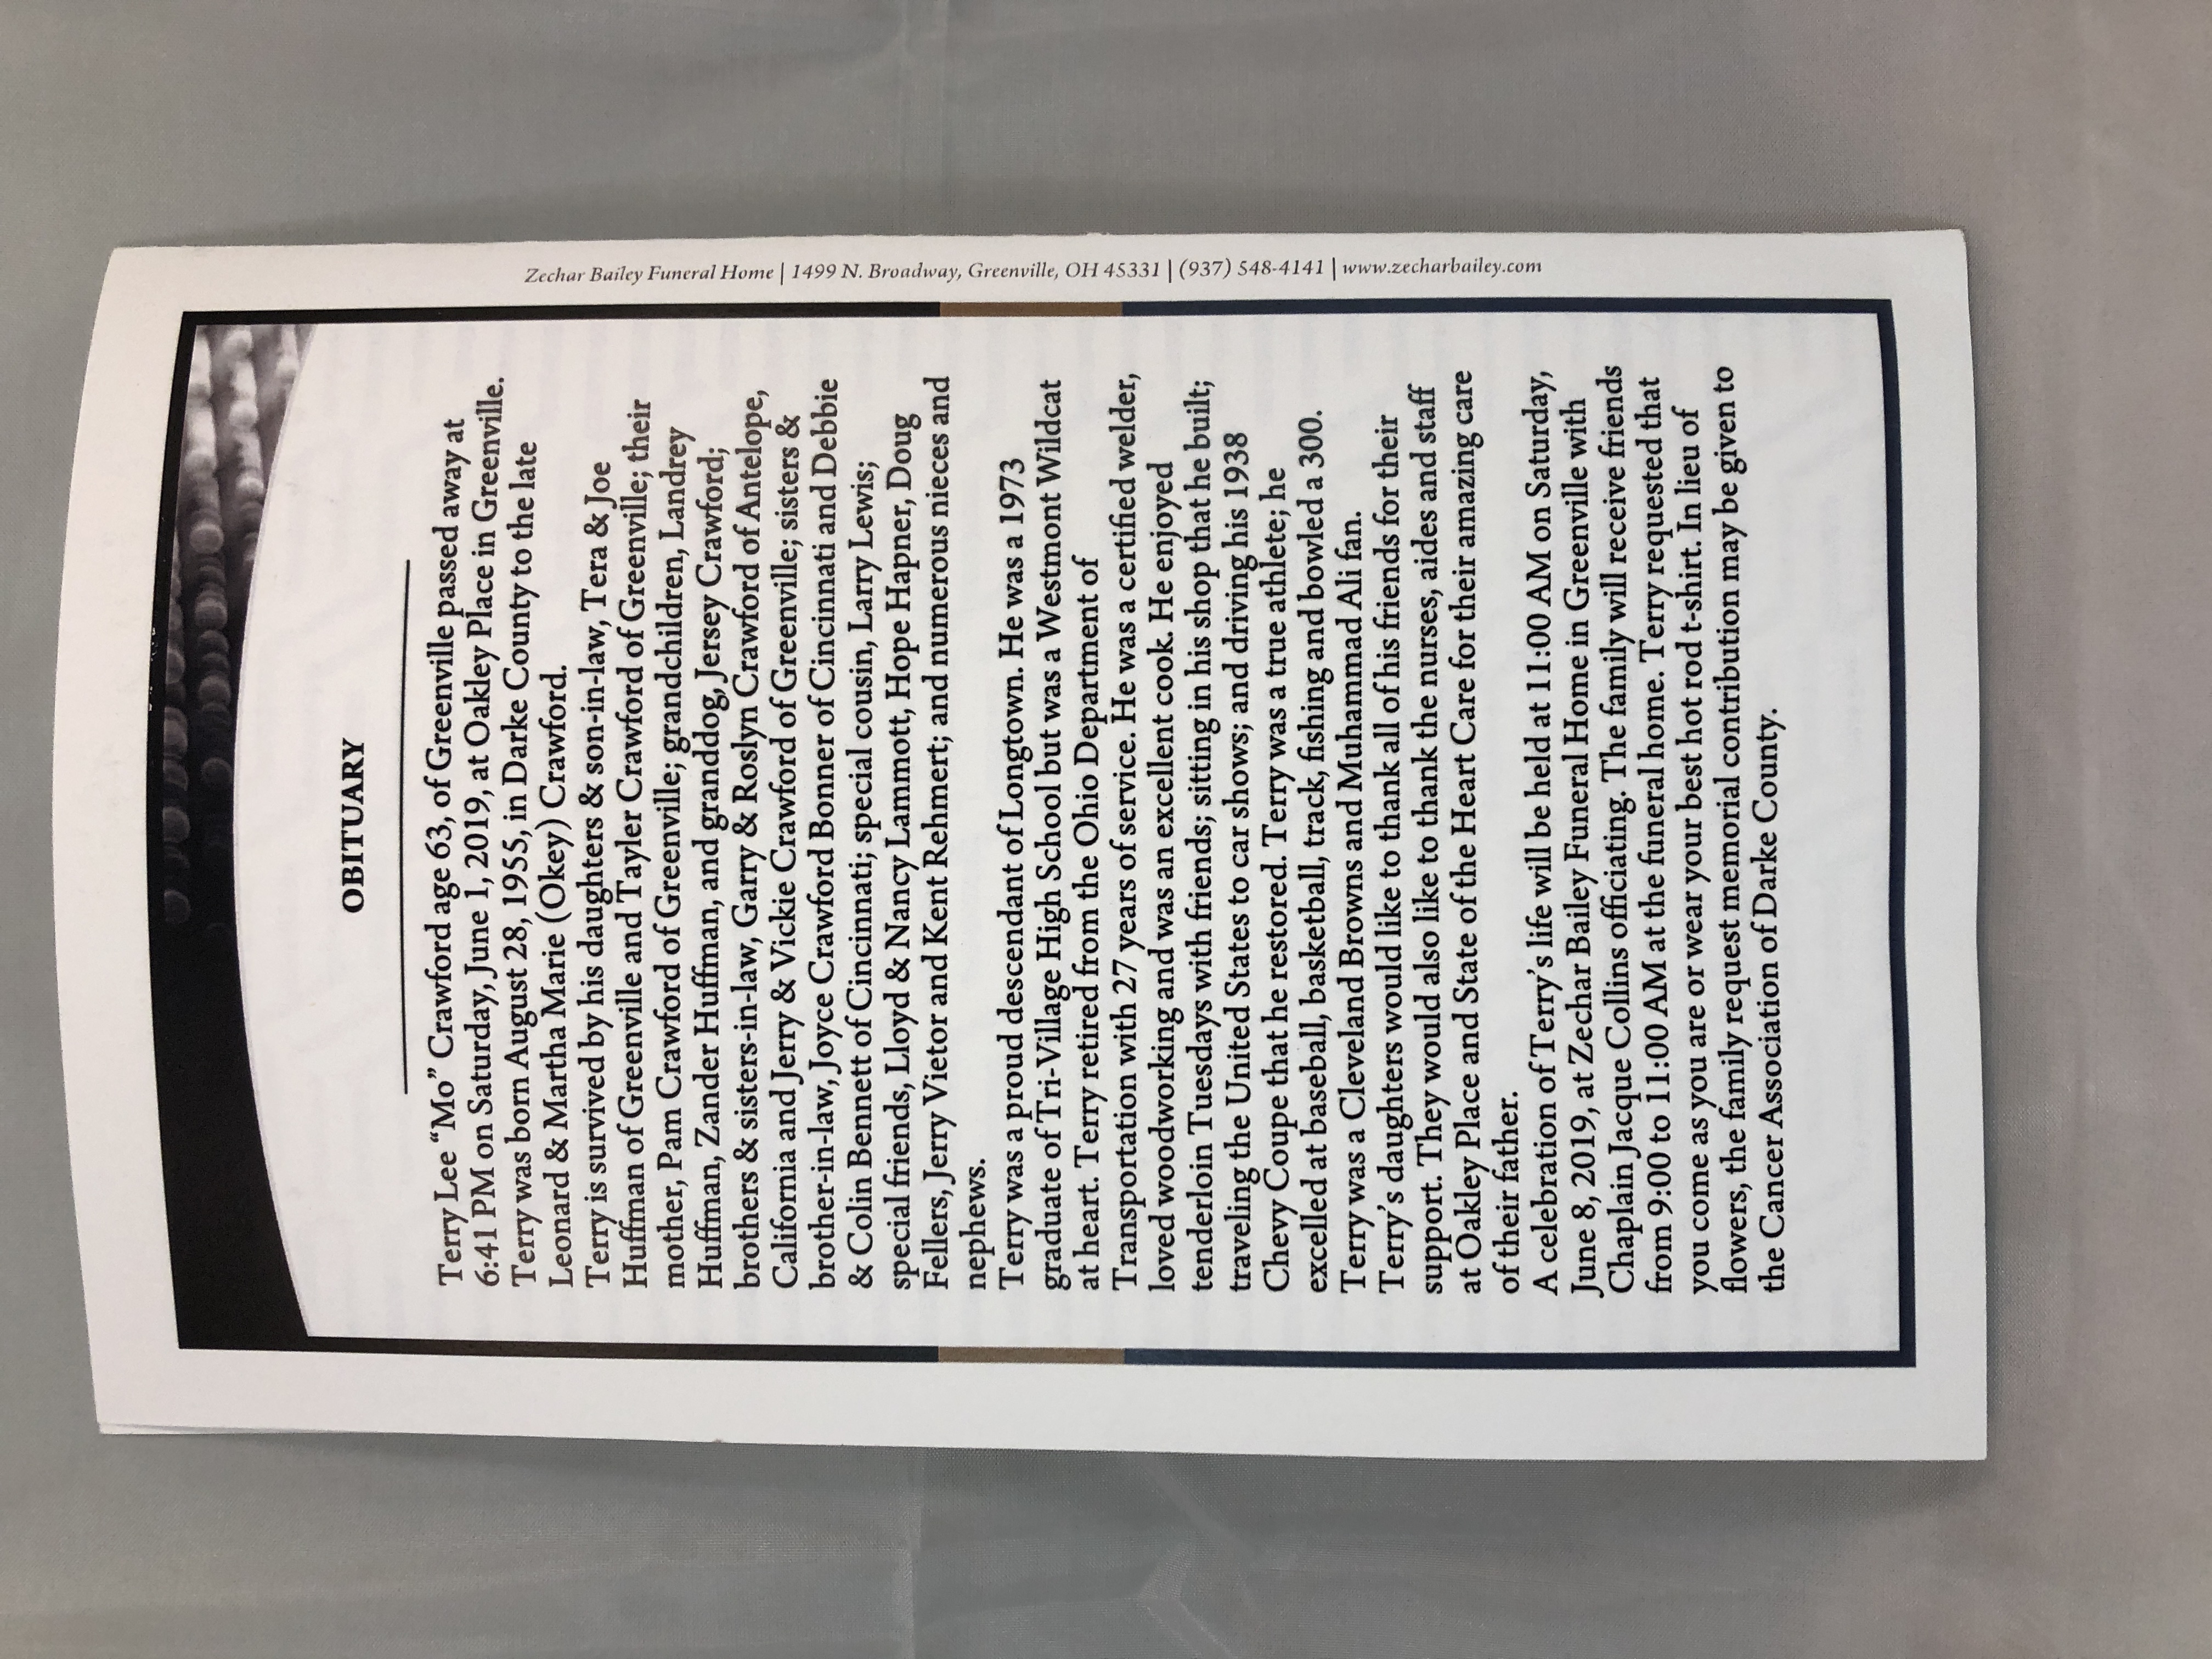 OBITUARY
Terry Lee “Mo” Crawford age 63, of Greenville passed away at
6:41 PM on Saturday, June 1, 2019, at Oakley Place in Greenville.
Terry was born August 28, 1955, in Darke County to the late
Leonard & Martha Marie (Okey) Crawford.
Terry is survived by his daughters & son-in-law, Tera & Joe
Huffman of Greenville and Tayler Crawford of Greenville; their
mother, Pam Crawford of Greenville; grandchildren, Landrey
Huffman, Zander Huffman, and granddog, Jersey Crawford;
brothers & sisters-in-law, Garry & Roslyn Crawford of Antelope,
California and Jerry & Vickie Crawford of Greenville; sisters &
brother-in-law, Joyce Crawford Bonner of Cincinnati and Debbie
& Colin Bennett of Cincinnati; special cousin, Larry Lewis;
special friends, Lloyd & Nancy Lammott, Hope Hapner, Doug
Fellers, Jerry Vietor and Kent Rehmert; and numerous nieces and
nephews.
Terry was a proud descendant of Longtown. He was a 1973
graduate of Tri-Village High School but was a Westmont Wildcat
at heart. Terry retired from the Ohio Department of
Transportation with 27 years of service. He was a certified welder,
loved woodworking and was an excellent cook. He enjoyed
tenderloin Tuesdays with friends; sitting in his shop that he built;
traveling the United States to car shows; and driving his 1938
Chevy Coupe that he restored. Terry was a true athlete; he
excelled at baseball, basketball, track, fishing and bowled a 300.
Terry was a Cleveland Browns and Muhammad Ali fan.
Terry’s daughters would like to thank all of his friends for their
support. They would also like to thank the nurses, aides and staff
at Oakley Place and State of the Heart Care for their amazing care
of their father.
A celebration of Terry’s life will be held at 11:00 AM on Saturday,
June 8, 2019, at Zechar Bailey Funeral Home in Greenville with
Chaplain Jacque Collins officiating. The family will receive friends
from 9:00 to 11:00 AM at the funeral home. Terry requested that
you come as you are or wear your best hot rod t-shirt. In lieu of
flowers, the family request memorial contribution may be given to
the Cancer Association of Darke County.
Zechar Bailey Funeral Home | 1499 N. Broadway, Greenville, OH 45331 | (937) 548-4141 | www.zecharbailey.com